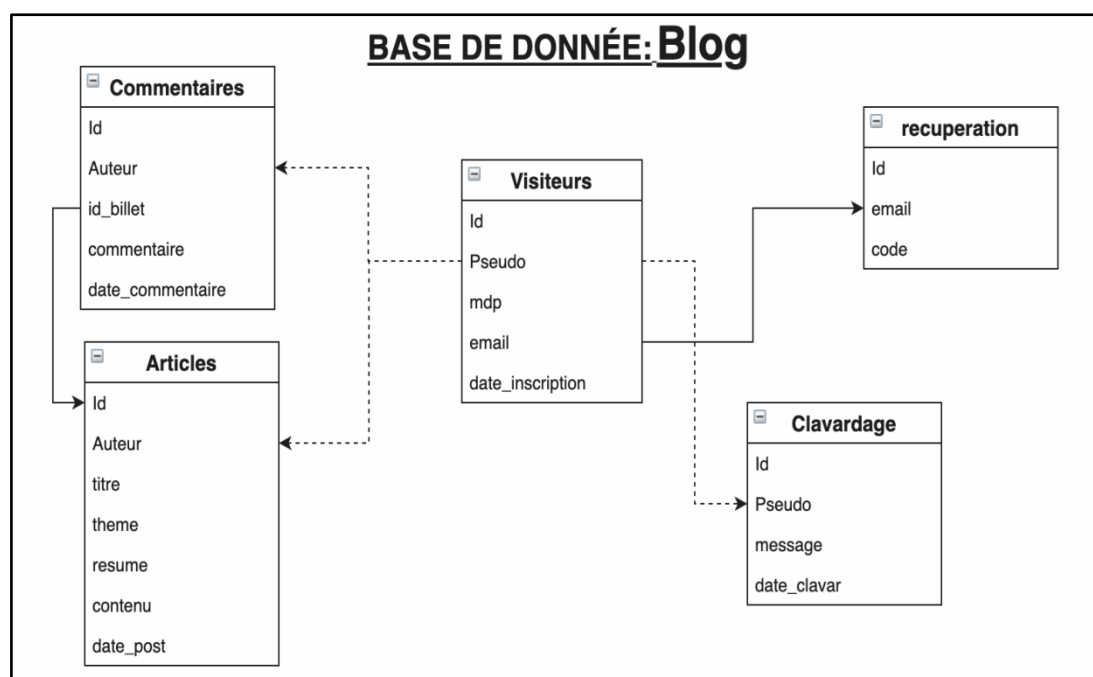 BASE DE DONNÉE: Blog
Commentaires
Id
Auteur
id_billet
commentaire
date_commentaire
Articles
Id
Auteur
titre
theme
resume
contenu
date_post
Visiteurs
Id
Pseudo
mdp
email
date_inscription
recuperation
Id
email
code
Clavardage
Id
Pseudo
message
date_clavar